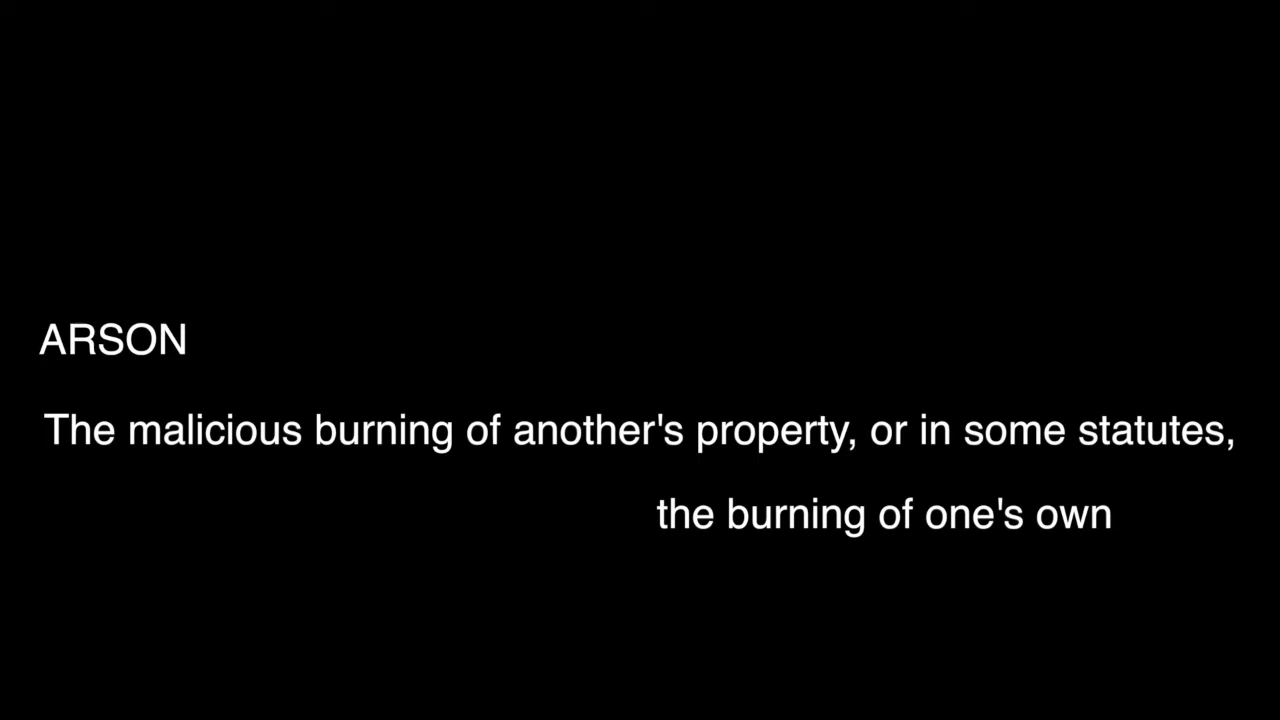 ARSON
The malicious burning of another's property, or in some statutes,
the burning of one's own